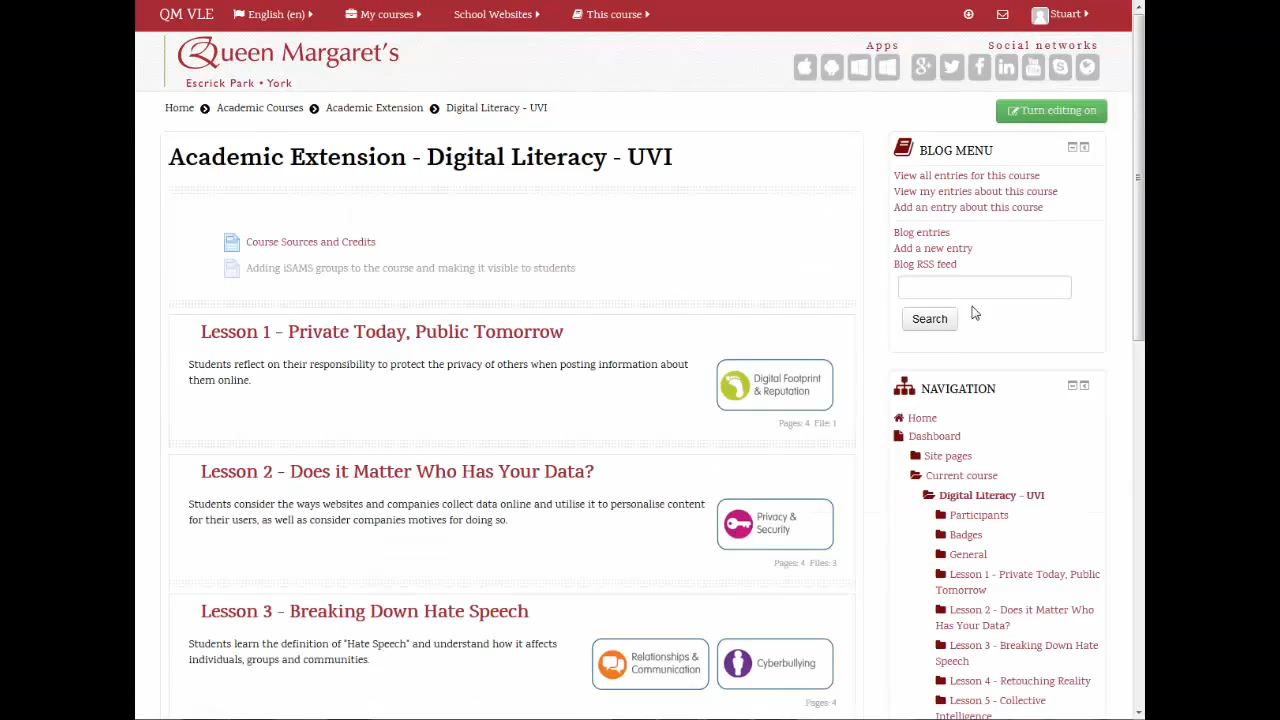 QM VLE English (en) My courses School Websites This course Stuart
Queen Margaret's
Escrick Park • York
Apps Social networks
Home Academic Courses Academic Extension Digital Literacy - UVI
Turn editing on
Academic Extension - Digital Literacy - UVI
Course Sources and Credits
Adding iSAMS groups to the course and making it visible to students
Lesson 1 - Private Today, Public Tomorrow
Students reflect on their responsibility to protect the privacy of others when posting information about
them online.
Digital Footprint
& Reputation
Pages: 4 File: 1
Lesson 2 - Does it Matter Who Has Your Data?
Students consider the ways websites and companies collect data online and utilise it to personalise content
for their users, as well as consider companies motives for doing so.
Privacy &
Security
Pages: 4 Files: 3
Lesson 3 - Breaking Down Hate Speech
Students learn the definition of "Hate Speech" and understand how it affects
individuals, groups and communities.
Relationships &
Communication
Cyberbullying
Pages: 4
BLOG MENU
View all entries for this course
View my entries about this course
Add an entry about this course
Blog entries
Add a new entry
Blog RSS feed
Search
NAVIGATION
Home
Dashboard
Site pages
Current course
Digital Literacy - UVI
Participants
Badges
General
Lesson 1 - Private Today, Public
Tomorrow
Lesson 2 - Does it Matter Who
Has Your Data?
Lesson 3 - Breaking Down Hate
Speech
Lesson 4 - Retouching Reality
Lesson 5 - Collective
Intelligence